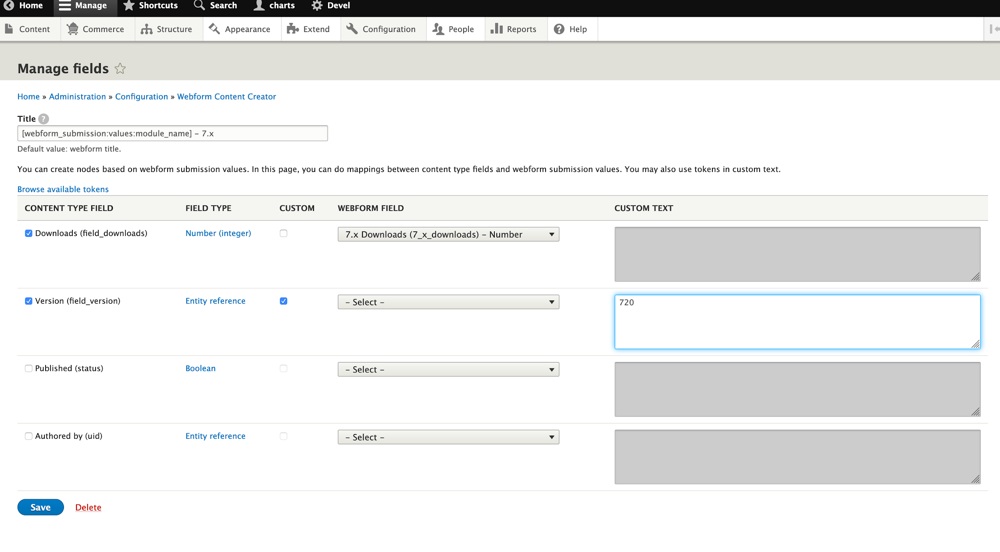 Home Manage Shortcuts Search charts Devel
Content Commerce Structure Appearance Extend Configuration People Reports Help
Manage fields
Home » Administration » Configuration » Webform Content Creator
Title ?
[webform_submission:values:module_name] – 7.x
Default value: webform title.
You can create nodes based on webform submission values. In this page, you can do mappings between content type fields and webform submission values. You may also use tokens in custom text.
Browse available tokens
CONTENT TYPE FIELD FIELD TYPE CUSTOM WEBFORM FIELD CUSTOM TEXT
Downloads (field_downloads) Number (integer) 7.x Downloads (7_x_downloads) – Number
Version (field_version) Entity reference – Select – 720
Published (status) Boolean – Select –
Authored by (uid) Entity reference – Select –
Save Delete